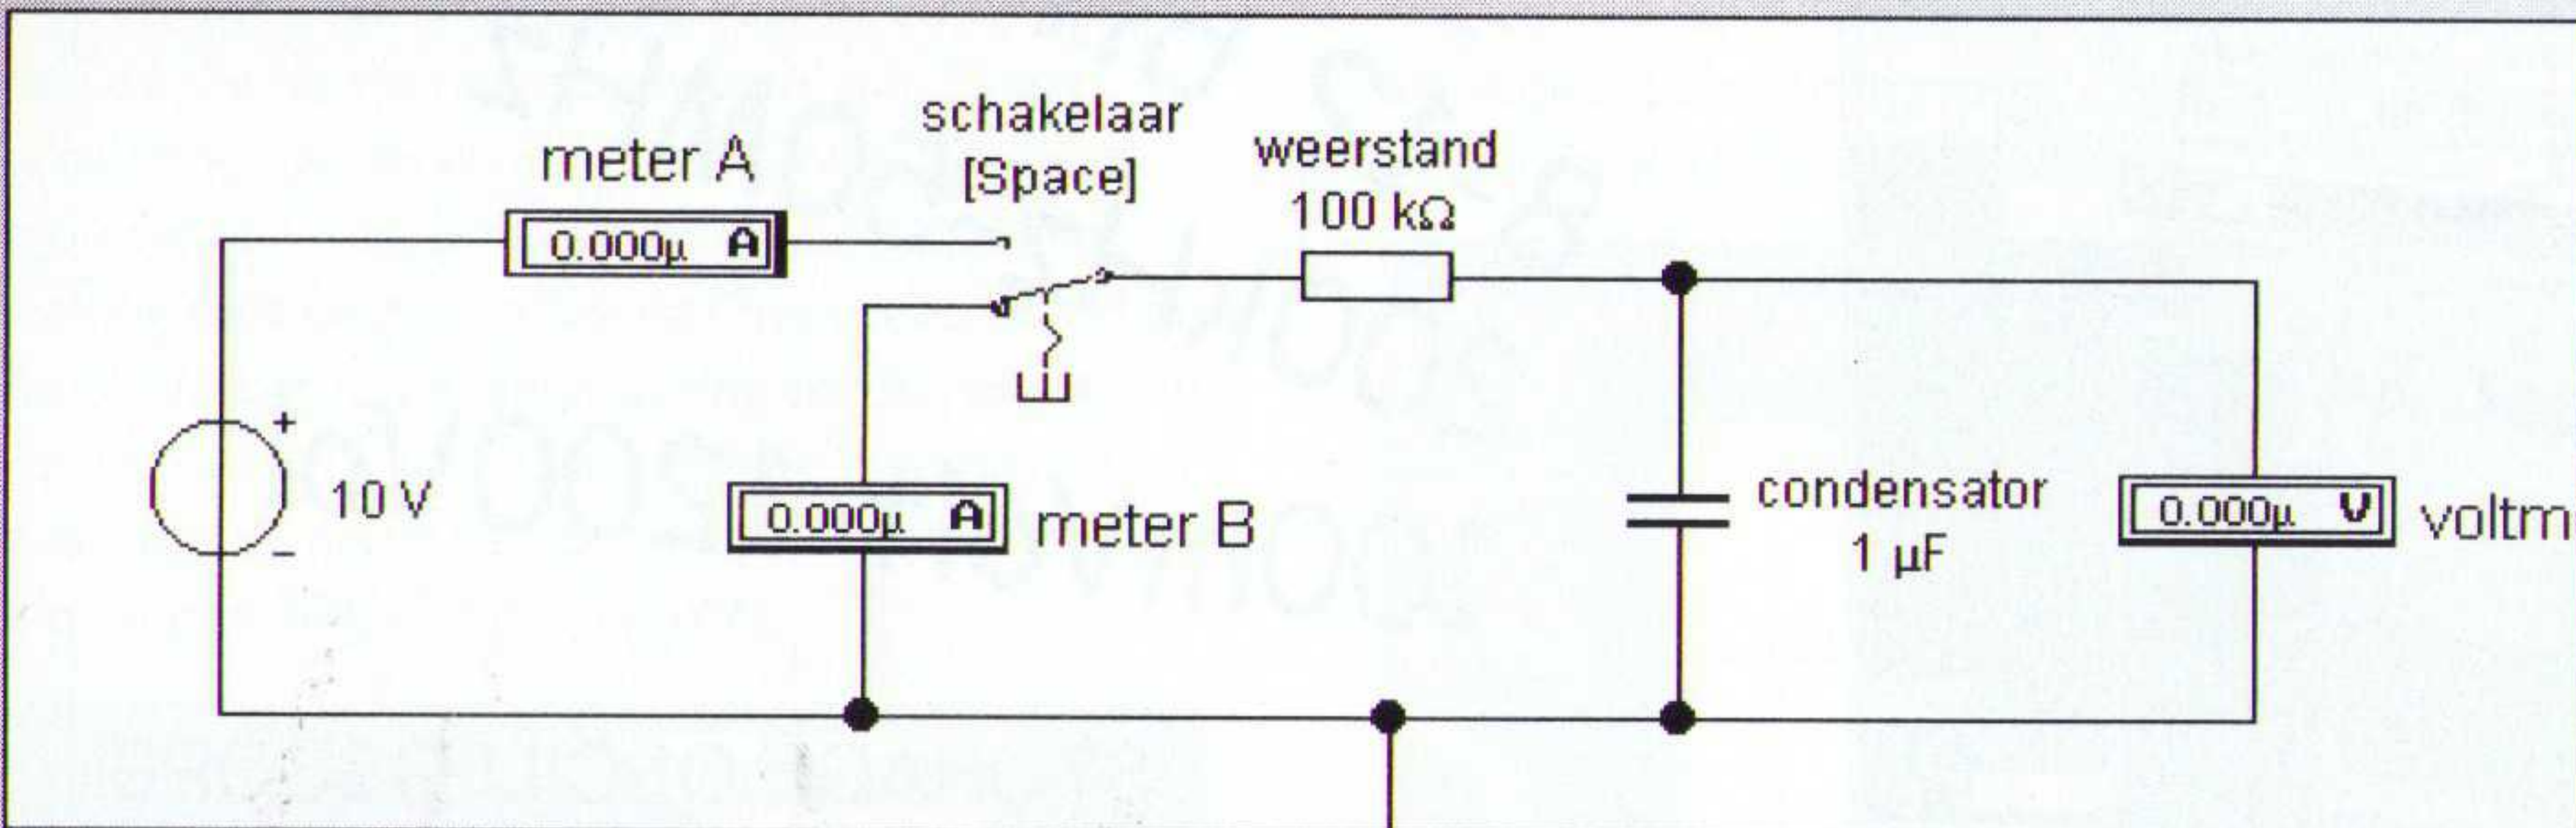 meter A
0.000µ A
schakelaar
[Space]
weerstand
100 kΩ
+
10 V
-
0.000µ A
meter B
condensator
1 µF
0.000µ V
voltm